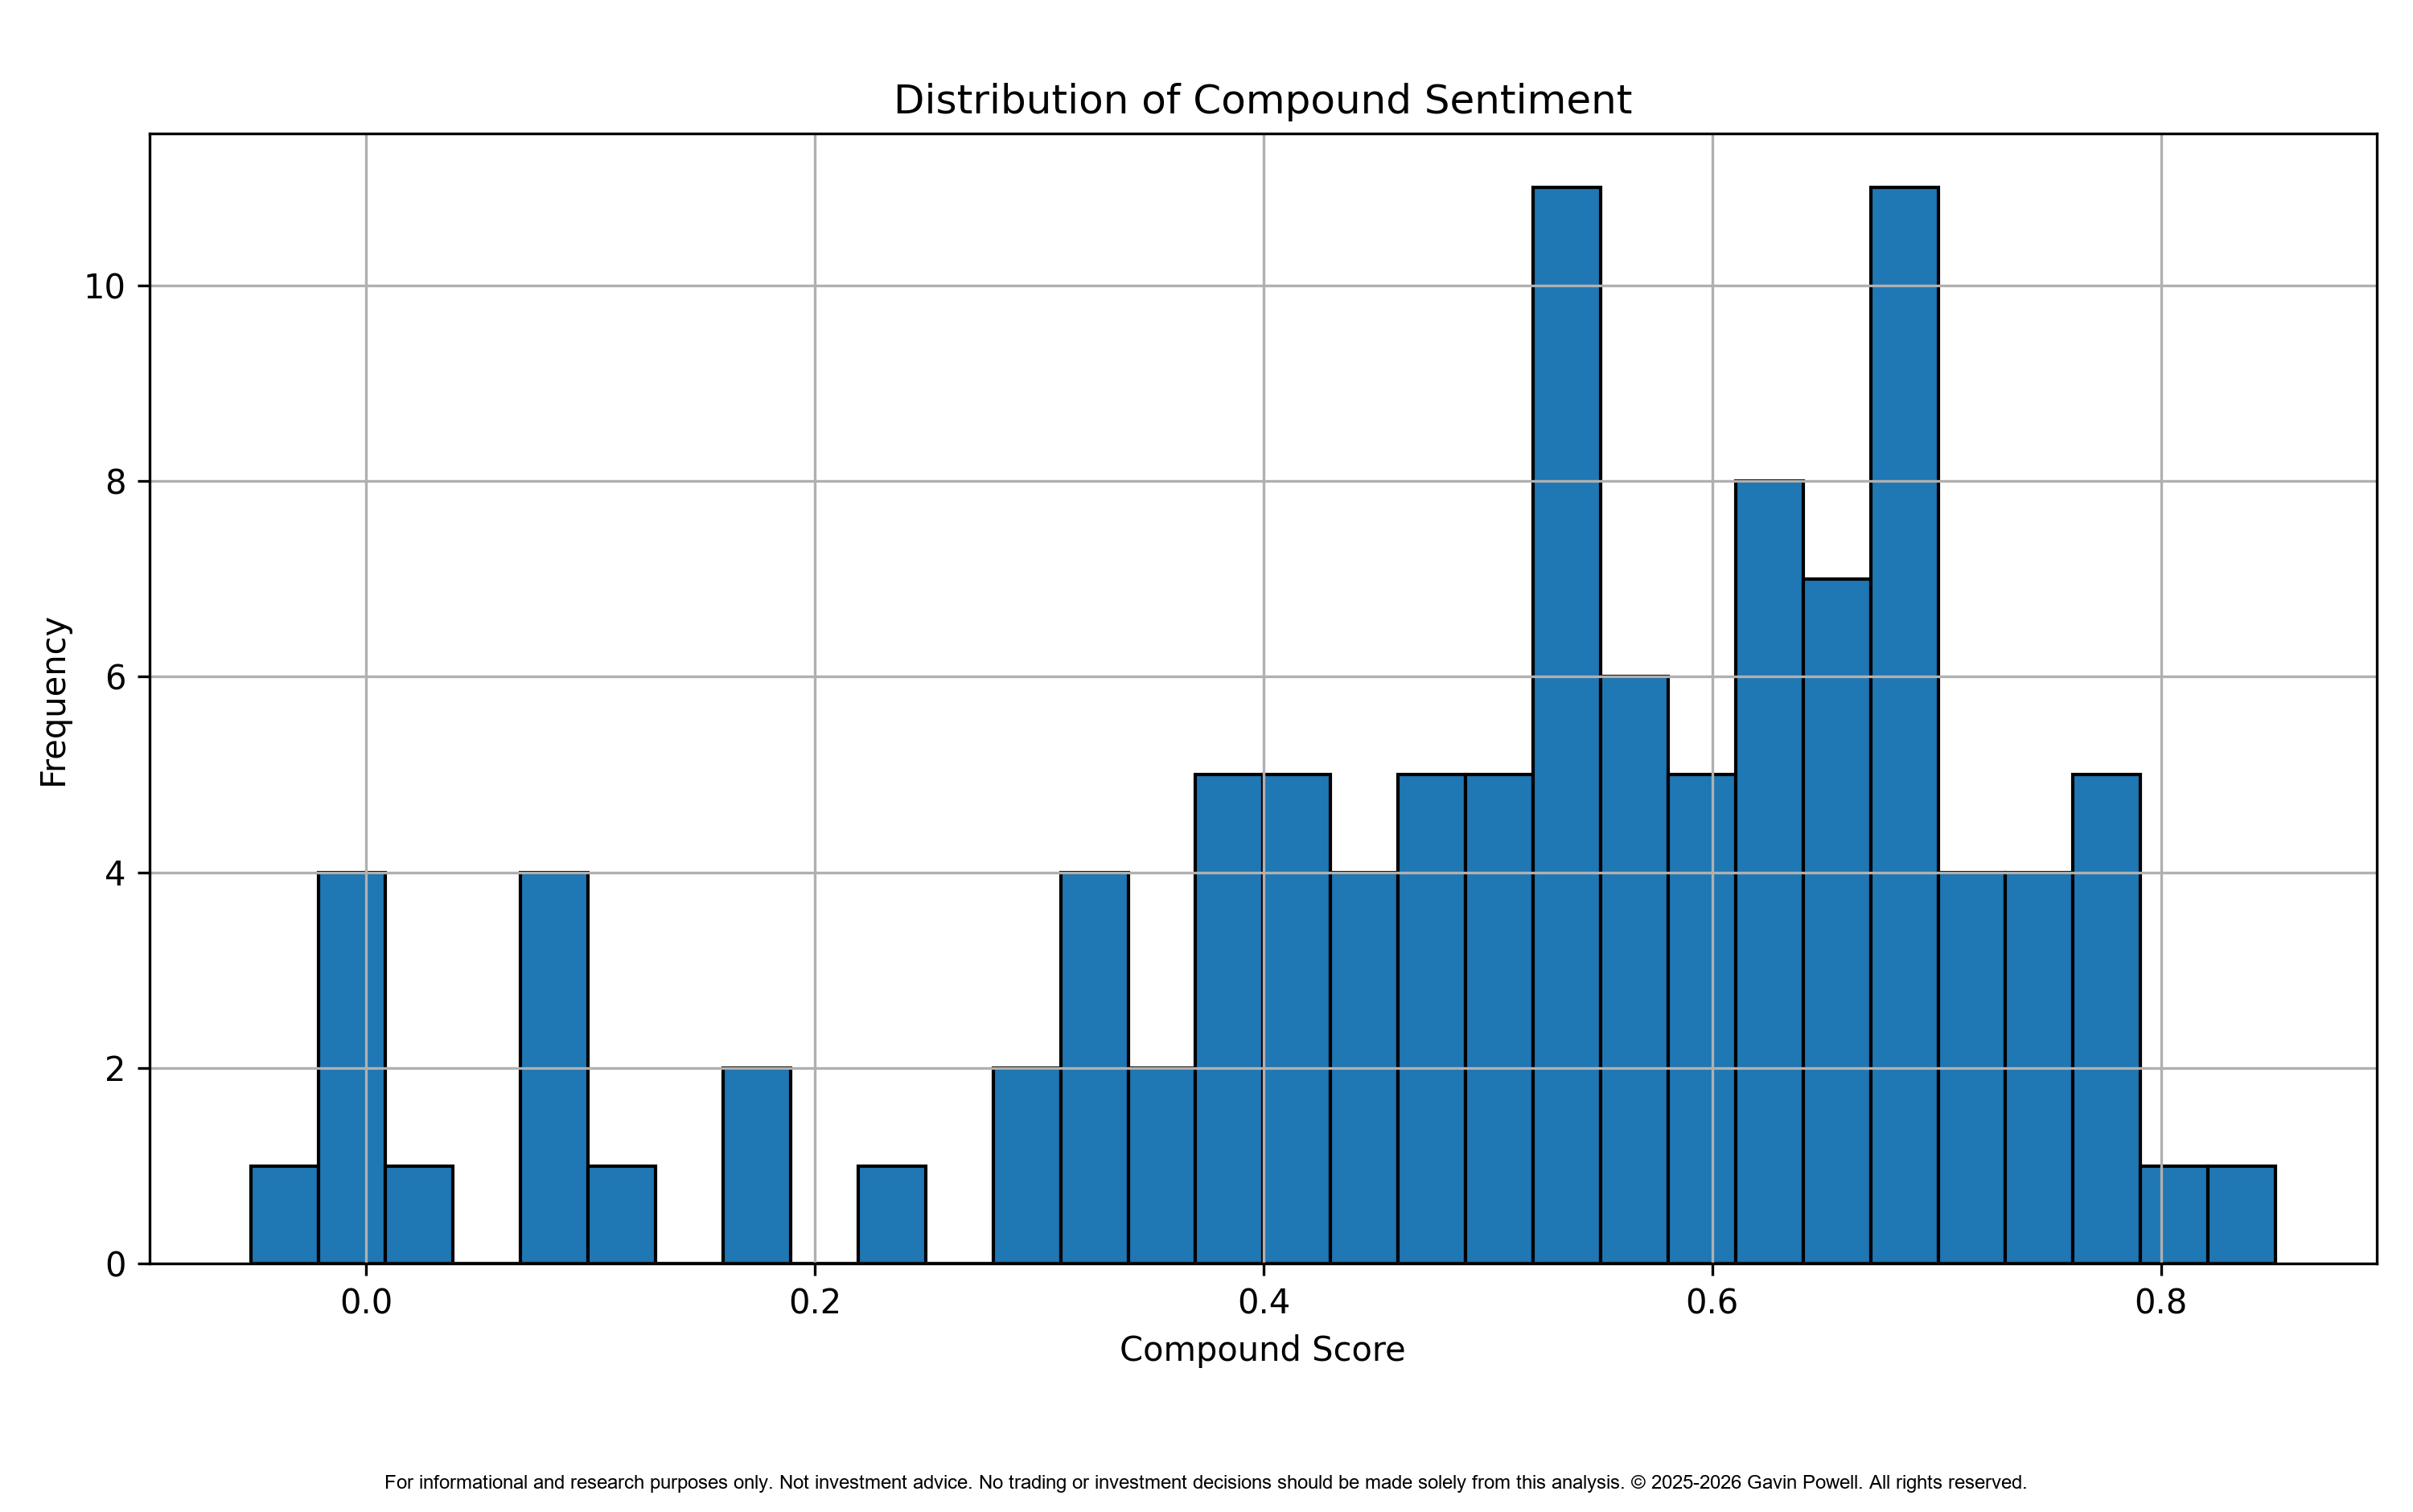 Distribution of Compound Sentiment
10
8
6
4
2
0
Frequency
0.0 0.2 0.4 0.6 0.8
Compound Score
For informational and research purposes only. Not investment advice. No trading or investment decisions should be made solely from this analysis. © 2025-2026 Gavin Powell. All rights reserved.